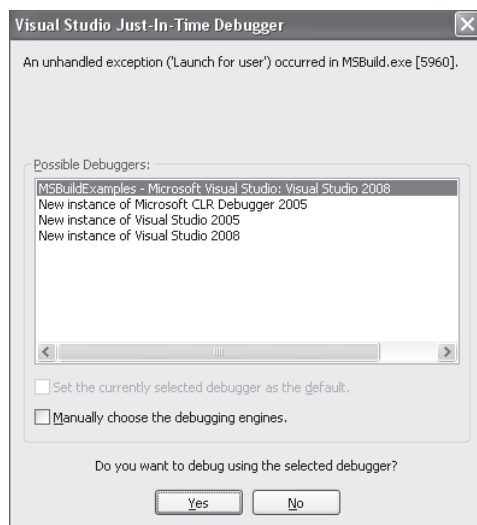 Visual Studio Just-In-Time Debugger
An unhandled exception ('Launch for user') occurred in MSBuild.exe [5960].
Possible Debuggers:
MSBuildExamples - Microsoft Visual Studio: Visual Studio 2008
New instance of Microsoft CLR Debugger 2005
New instance of Visual Studio 2005
New instance of Visual Studio 2008
Set the currently selected debugger as the default.
Manually choose the debugging engines.
Do you want to debug using the selected debugger?
Yes No